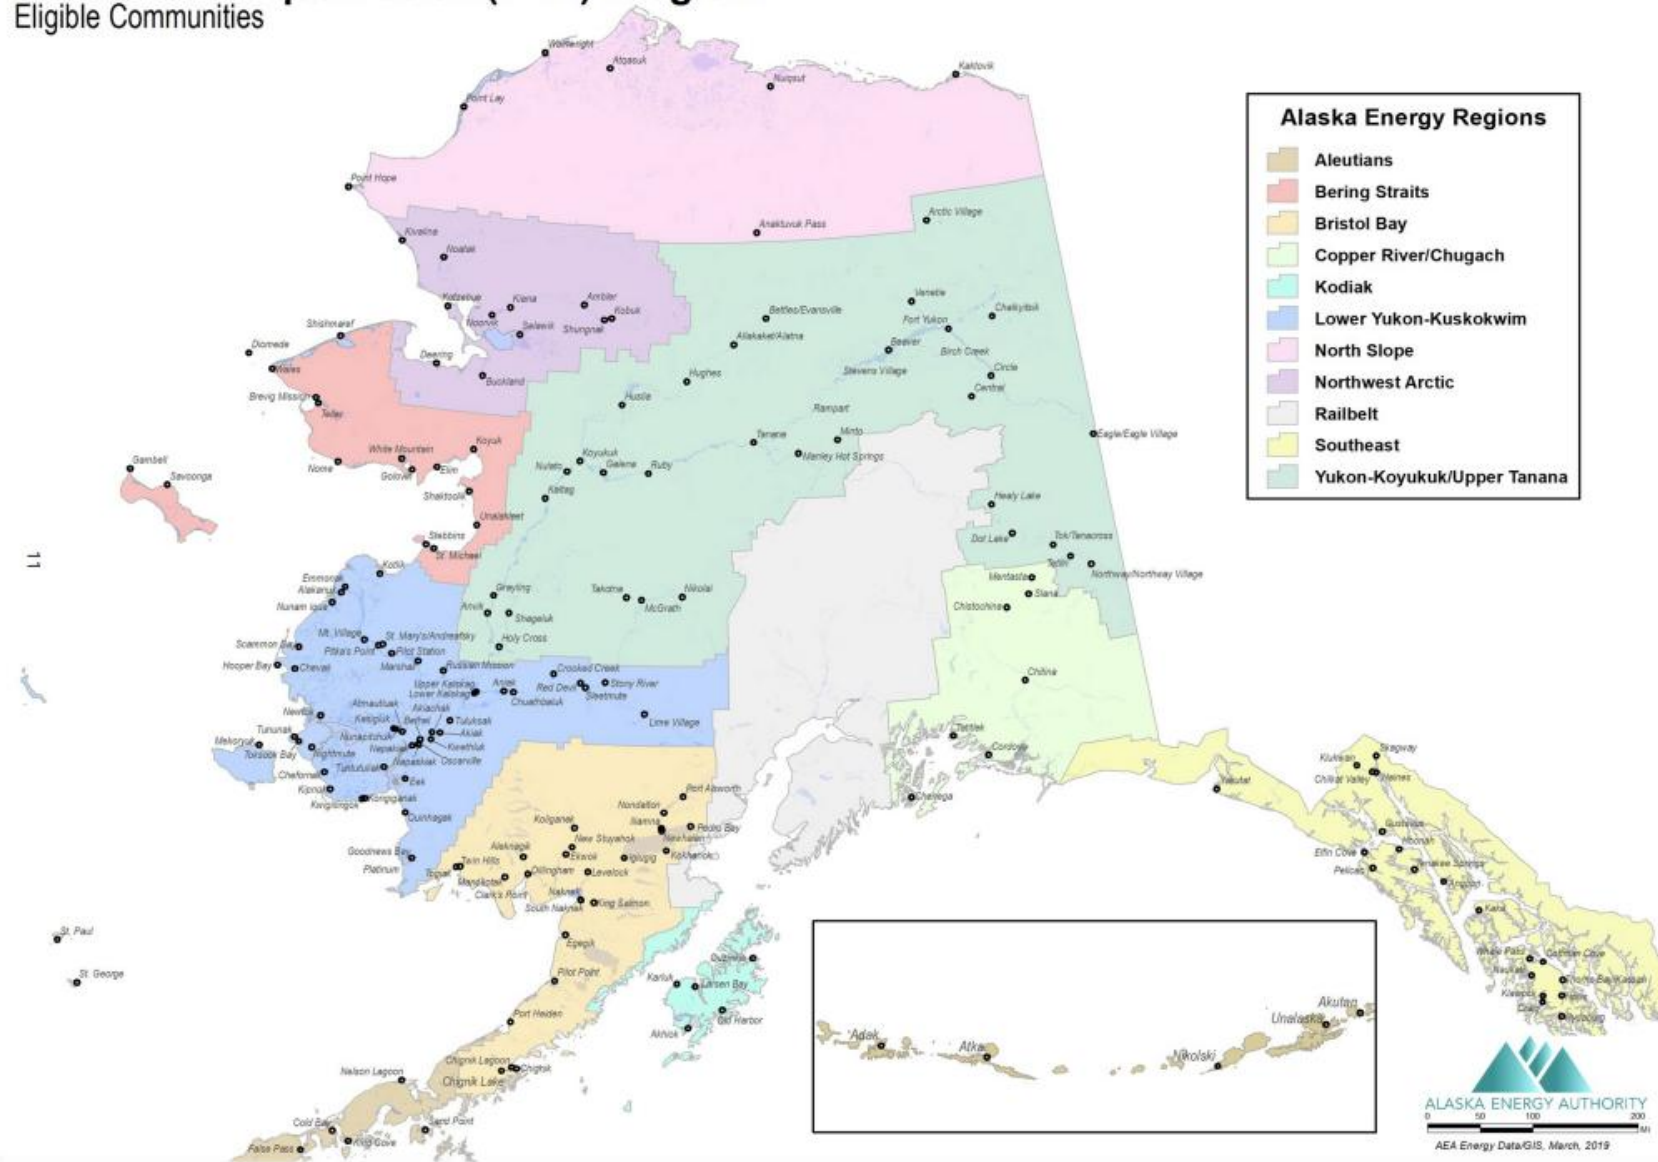 Eligible Communities
Wainwright
Atqasuk
Nuiqsut
Kaktovik
Point Lay
Point Hope
Anaktuvuk Pass
Arctic Village
Kivalina
Noatak
Kotzebue
Kiana
Ambler
Kobuk
Noorvik
Selawik
Shungnak
Shishmaref
Deering
Buckland
Diomede
Wales
Brevig Mission
Teller
Bettles/Evansville
Allakaket/Alatna
Venetie
Fort Yukon
Chalkyitsik
Beaver
Birch Creek
Stevens Village
Circle
Central
Hughes
Huslia
Rampart
Tanana
Minto
Manley Hot Springs
Eagle/Eagle Village
White Mountain
Koyuk
Nome
Golovin
Elim
Shaktoolik
Unalakleet
Stebbins
St. Michael
Gambell
Savoonga
Nulato
Koyukuk
Galena
Ruby
Kaltag
Healy Lake
Dot Lake
Tok/Tanacross
Tetlin
Northway/Northway Village
Mentasta
Slana
Chistochina
Chitina
Tatitlek
Cordova
Chenega
11
Kotlik
Emmonak
Alakanuk
Nunam Iqua
Grayling
Anvik
Shageluk
Holy Cross
Takotna
McGrath
Nikolai
Scammon Bay
Hooper Bay
Chevak
Mt. Village
St. Mary's/Andreafsky
Pitka's Point
Pilot Station
Marshall
Russian Mission
Upper Kalskag
Lower Kalskag
Aniak
Chuathbaluk
Crooked Creek
Red Devil
Sleetmute
Stony River
Lime Village
Newtok
Atmautluak
Akiachak
Kasigluk
Bethel
Tuluksak
Nunapitchuk
Akiak
Napakiak
Kwethluk
Napaskiak
Oscarville
Tununak
Mekoryuk
Toksook Bay
Nightmute
Chefornak
Tuntutuliak
Eek
Kipnuk
Kwigillingok
Kongiganak
Quinhagak
Goodnews Bay
Platinum
Port Alsworth
Nondalton
Iliamna
Pedro Bay
Newhalen
Kokhanok
Koliganek
New Stuyahok
Aleknagik
Ekwok
Igiugig
Twin Hills
Togiak
Manokotak
Dillingham
Levelock
Clark's Point
Naknek
South Naknek
King Salmon
Egegik
Pilot Point
Port Heiden
Chignik Lagoon
Chignik
Chignik Lake
Nelson Lagoon
Cold Bay
King Cove
Sand Point
False Pass
St. Paul
St. George
Karluk
Larsen Bay
Ouzinkie
Old Harbor
Akhiok
Adak
Atka
Nikolski
Unalaska
Akutan
Yakutat
Skagway
Klukwan
Chilkat Valley
Haines
Gustavus
Hoonah
Elfin Cove
Tenakee Springs
Pelican
Angoon
Kake
Whale Pass
Coffman Cove
Naukati
Thorne Bay/Kasaan
Klawock
Hollis
Craig
Hydaburg
Alaska Energy Regions
Aleutians
Bering Straits
Bristol Bay
Copper River/Chugach
Kodiak
Lower Yukon-Kuskokwim
North Slope
Northwest Arctic
Railbelt
Southeast
Yukon-Koyukuk/Upper Tanana
ALASKA ENERGY AUTHORITY
0 50 100 200
MI
AEA Energy Data/GIS, March, 2019